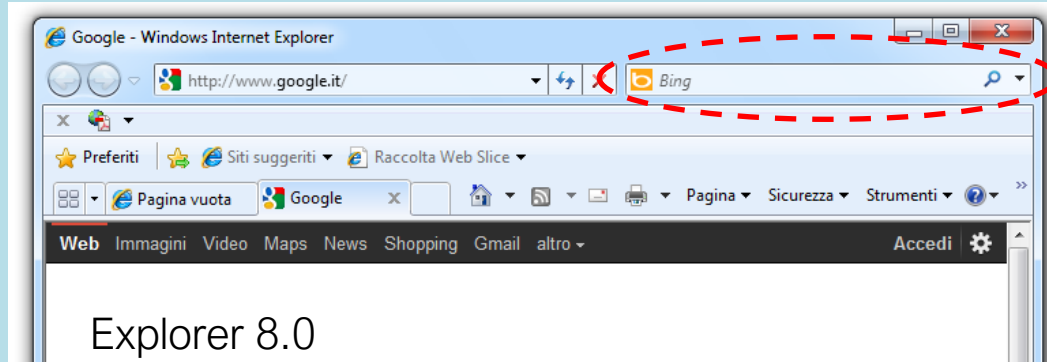 Google - Windows Internet Explorer
http://www.google.it/ Bing
Preferiti Siti suggeriti Raccolta Web Slice
Pagina vuota Google Pagina Sicurezza Strumenti
Web Immagini Video Maps News Shopping Gmail altro Accedi
Explorer 8.0